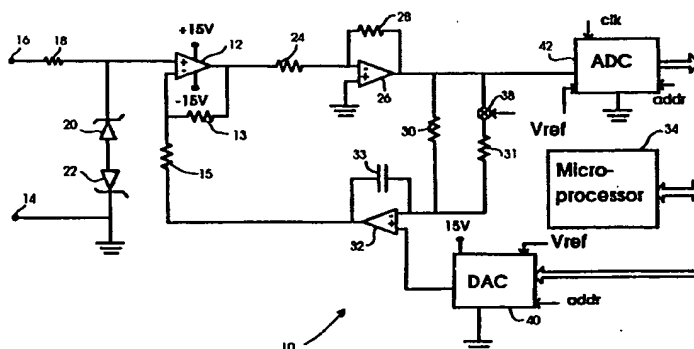 16
18
+15V
12
24
28
clk
42
ADC
26
38
addr
-15V
20
13
30
Vref
34
31
Micro-
processor
22
15
33
14
32
15V
Vref
DAC
addr
10
40